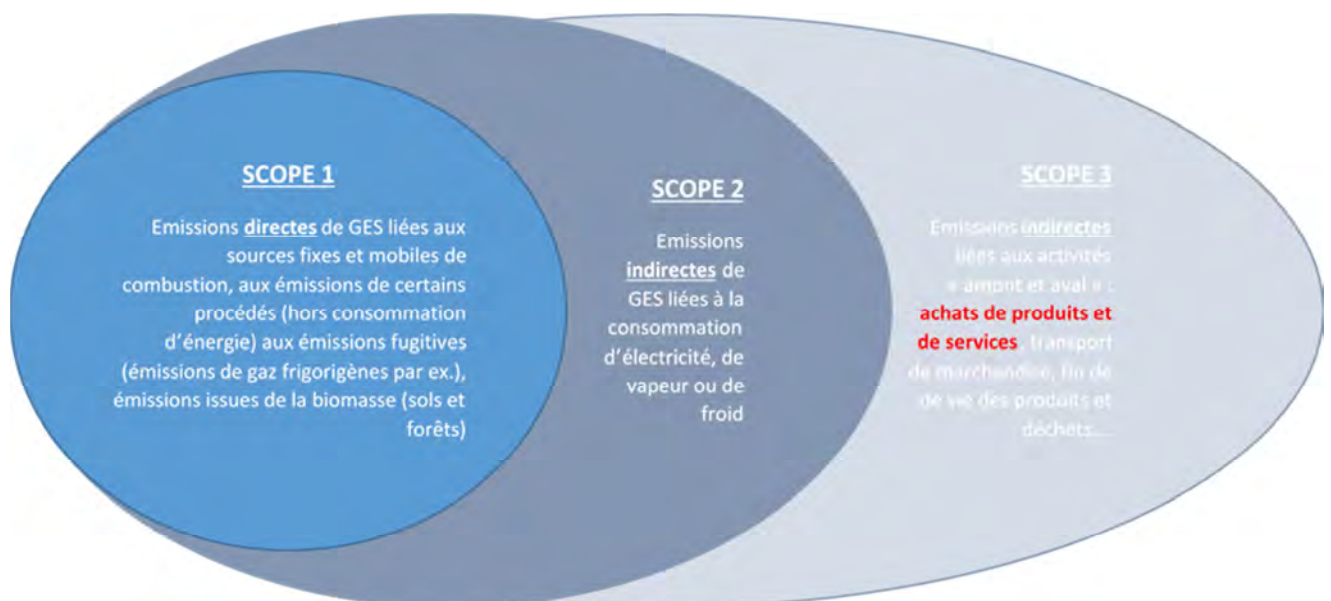 SCOPE 1
Emissions directes de GES liées aux
sources fixes et mobiles de
combustion, aux émissions de certains
procédés (hors consommation
d'énergie) aux émissions fugitives
(émissions de gaz frigorigènes par ex.),
émissions issues de la biomasse (sols et
forêts)
SCOPE 2
Emissions
indirectes de
GES liées à la
consommation
d'électricité, de
vapeur ou de
froid
SCOPE 3
Emissions indirectes
liées aux activités
« amont et aval » :
achats de produits et
de services, transport
de marchandise, fin de
de vie des produits et
déchets...